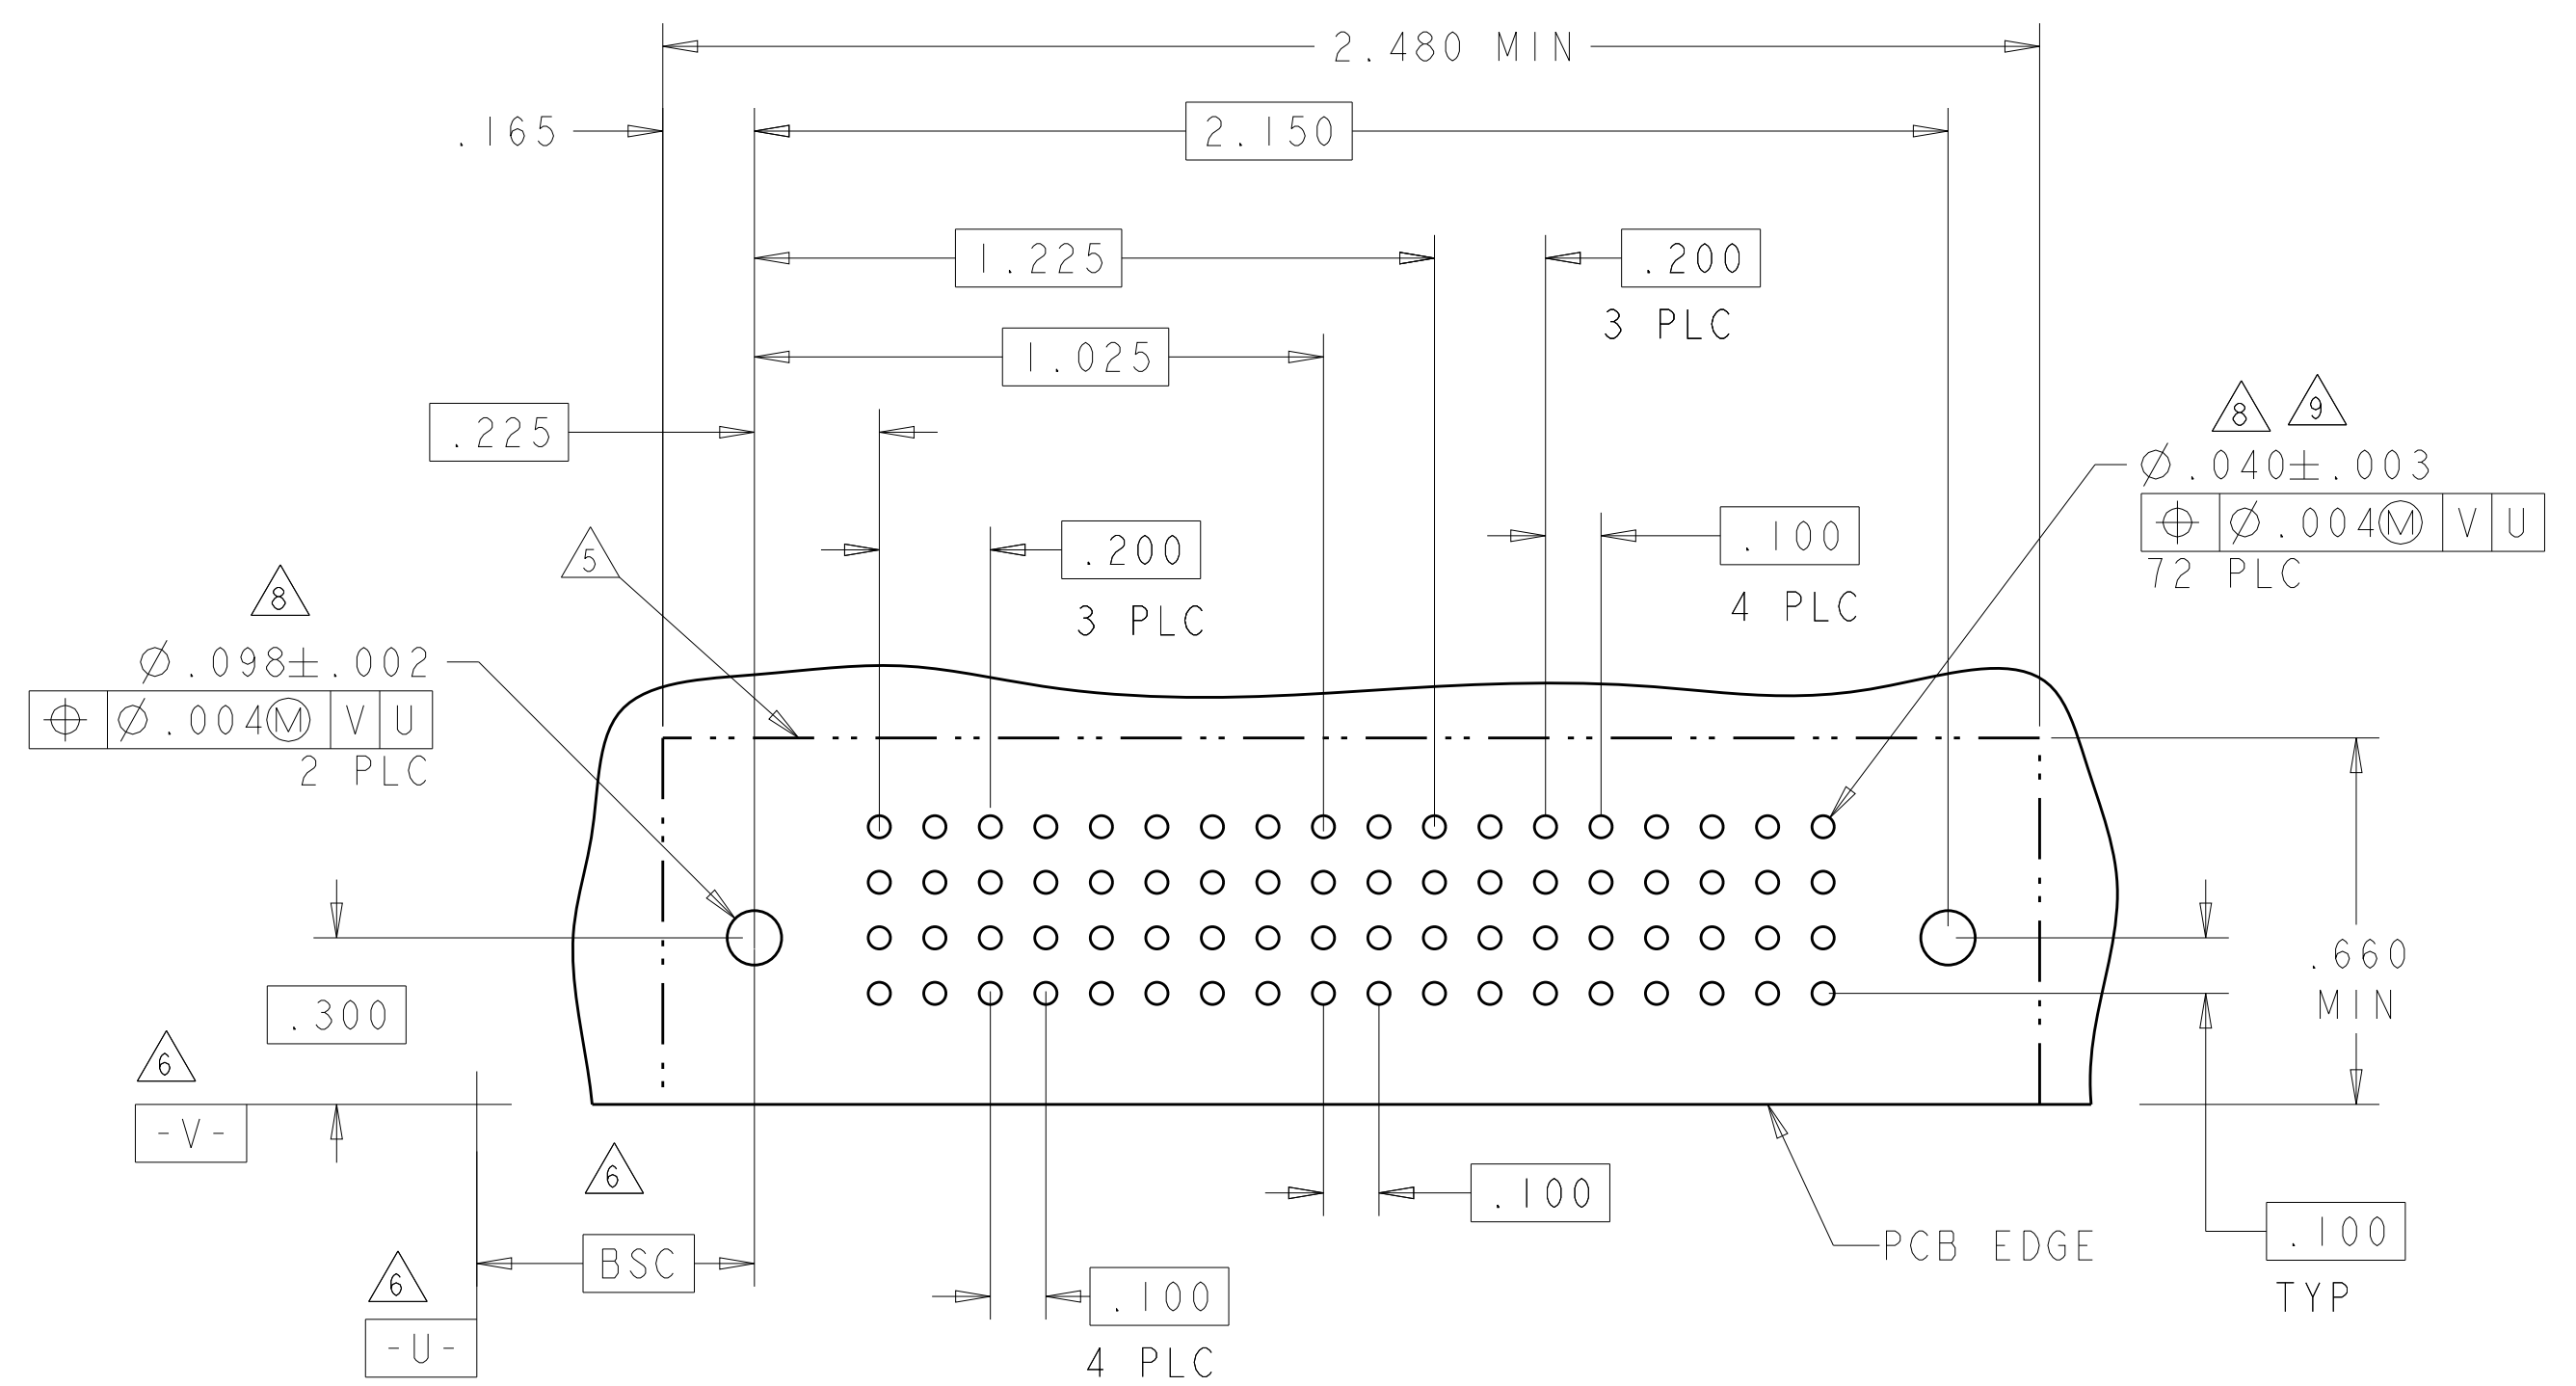 2.480 MIN
.165
2.150
1.225
.200
3 PLC
1.025
.225
8
9
Ø.040±.003
⌖ Ø.004Ⓜ V U
72 PLC
.200
3 PLC
.100
4 PLC
5
8
Ø.098±.002
⌖ Ø.004Ⓜ V U
2 PLC
.660
MIN
.300
6
-V-
6
.100
PCB EDGE
.100
TYP
BSC
6
-U-
.100
4 PLC